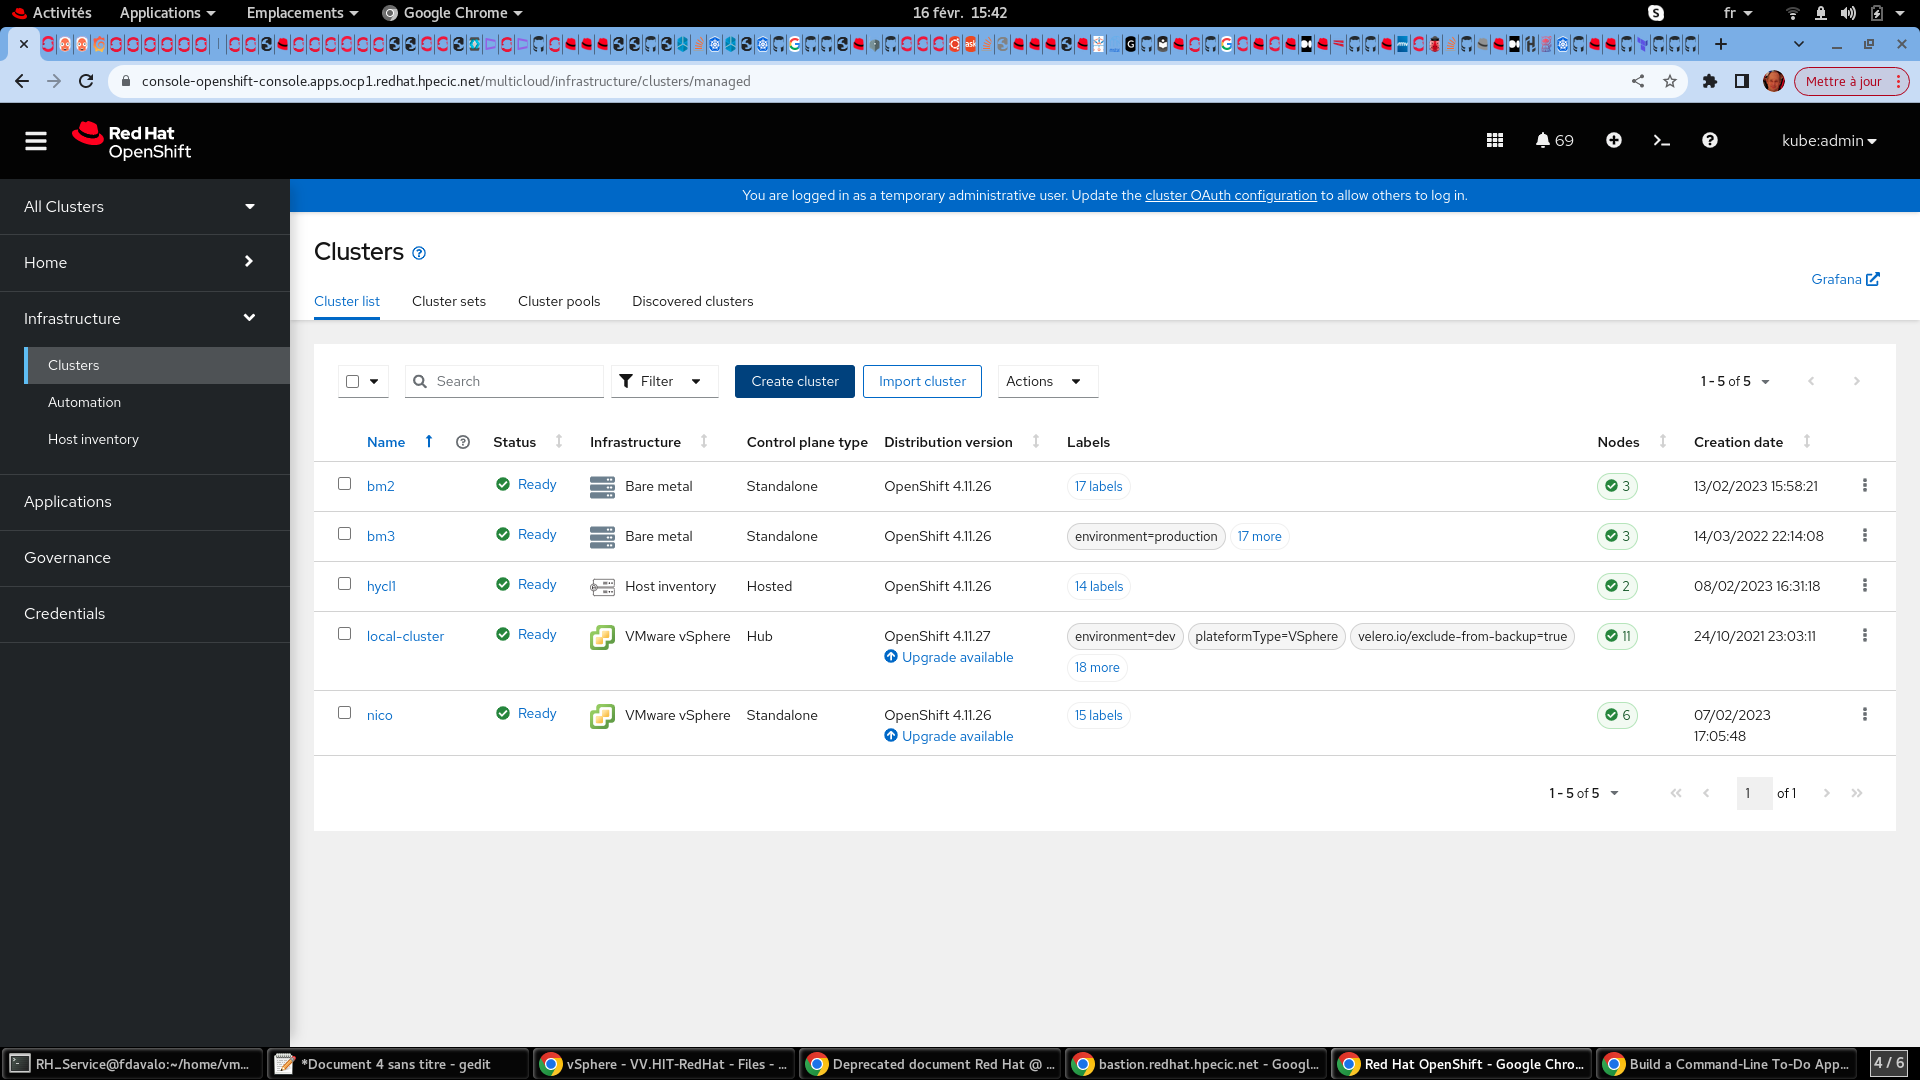 Activités
Applications
Emplacements
Google Chrome
16 févr. 15:42
fr
console-openshift-console.apps.ocp1.redhat.hpecic.net/multicloud/infrastructure/clusters/managed
Mettre à jour
Red Hat
OpenShift
69
kube:admin
You are logged in as a temporary administrative user. Update the cluster OAuth configuration to allow others to log in.
All Clusters
Home
Infrastructure
Clusters
Automation
Host inventory
Applications
Governance
Credentials
Clusters
Grafana
Cluster list Cluster sets Cluster pools Discovered clusters
Search Filter Create cluster Import cluster Actions 1 - 5 of 5
Name Status Infrastructure Control plane type Distribution version Labels Nodes Creation date
bm2 Ready Bare metal Standalone OpenShift 4.11.26 17 labels 3 13/02/2023 15:58:21
bm3 Ready Bare metal Standalone OpenShift 4.11.26 environment=production 17 more 3 14/03/2022 22:14:08
hycl1 Ready Host inventory Hosted OpenShift 4.11.26 14 labels 2 08/02/2023 16:31:18
local-cluster Ready VMware vSphere Hub OpenShift 4.11.27 environment=dev plateformType=VSphere velero.io/exclude-from-backup=true 11 24/10/2021 23:03:11
Upgrade available 18 more
nico Ready VMware vSphere Standalone OpenShift 4.11.26 15 labels 6 07/02/2023
Upgrade available 17:05:48
1 - 5 of 5 1 of 1
RH_Service@fdavalo:~/home/vm...
*Document 4 sans titre - gedit
vSphere - VV.HIT-RedHat - Files - ...
Deprecated document Red Hat @ ...
bastion.redhat.hpecic.net - Googl...
Red Hat OpenShift - Google Chro...
Build a Command-Line To-Do App...
4 / 6